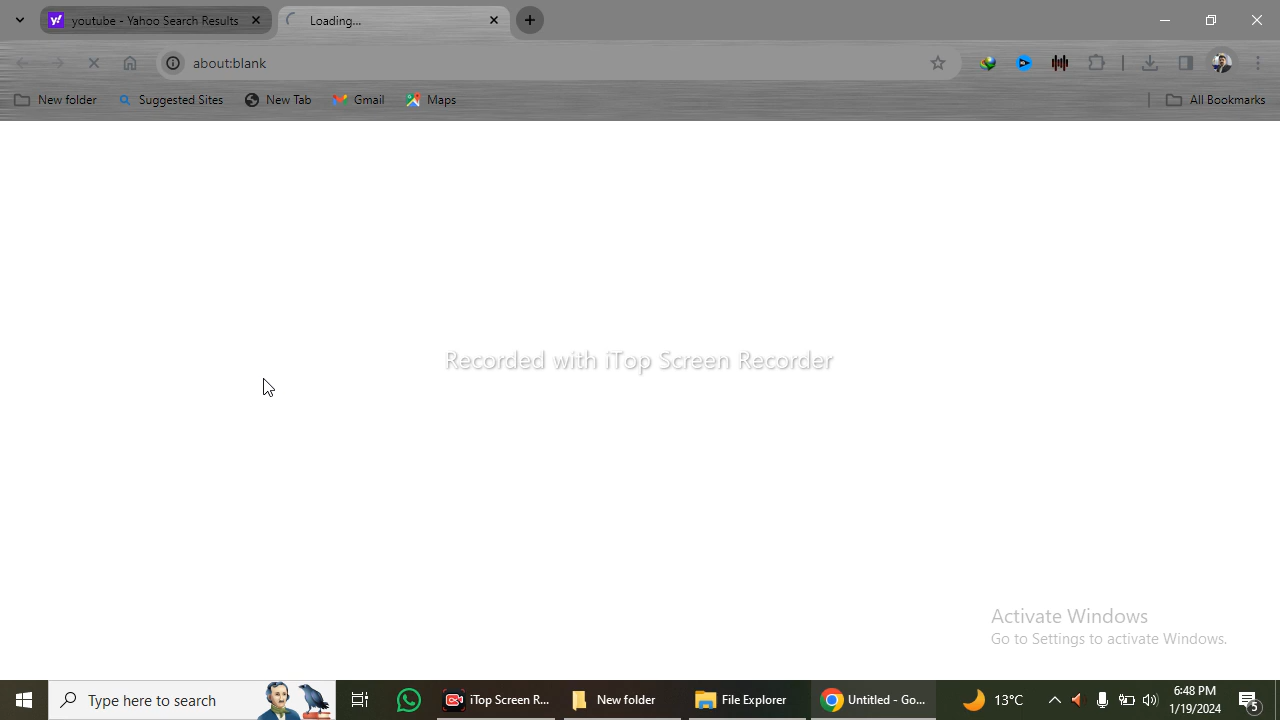 youtube - Yahoo Search Results
Loading...
about:blank
New folder
Suggested Sites
New Tab
Gmail
Maps
All Bookmarks
Recorded with iTop Screen Recorder
Activate Windows
Go to Settings to activate Windows.
Type here to search
iTop Screen R...
New folder
File Explorer
Untitled - Go...
13°C
6:48 PM
1/19/2024
5